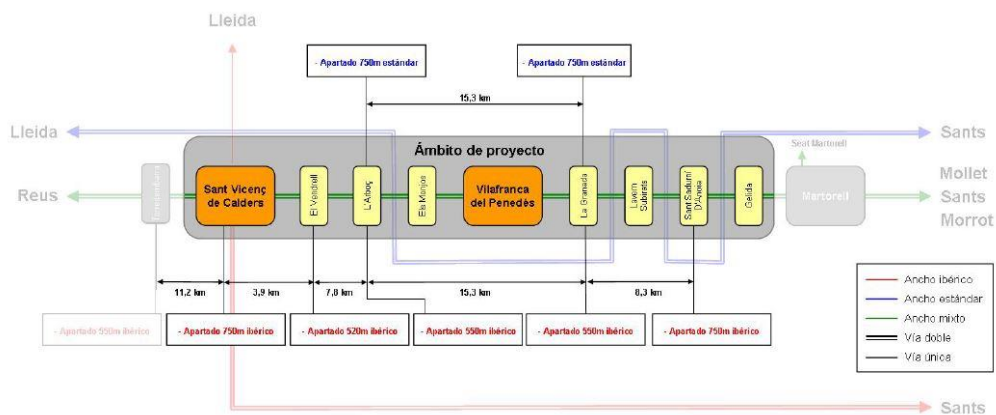 Lleida
- Apartado 750m estándar
- Apartado 750m estándar
15,3 km
Lleida
Sants
Ámbito de proyecto
Seat Martorell
Reus
Torredembarra
Sant Vicenç
de Calders
El Vendrell
L'Arboç
Els Monjos
Vilafranca
del Penedès
La Granada
Lavern
Subirats
Sant Sadurní
D'Anoia
Gelida
Martorell
Mollet
Sants
Morrot
11,2 km
3,9 km
7,8 km
15,3 km
8,3 km
- Apartado 550m ibérico
- Apartado 750m ibérico
- Apartado 520m ibérico
- Apartado 550m ibérico
- Apartado 550m ibérico
- Apartado 750m ibérico
Ancho ibérico
Ancho estándar
Ancho mixto
Vía doble
Vía única
Sants